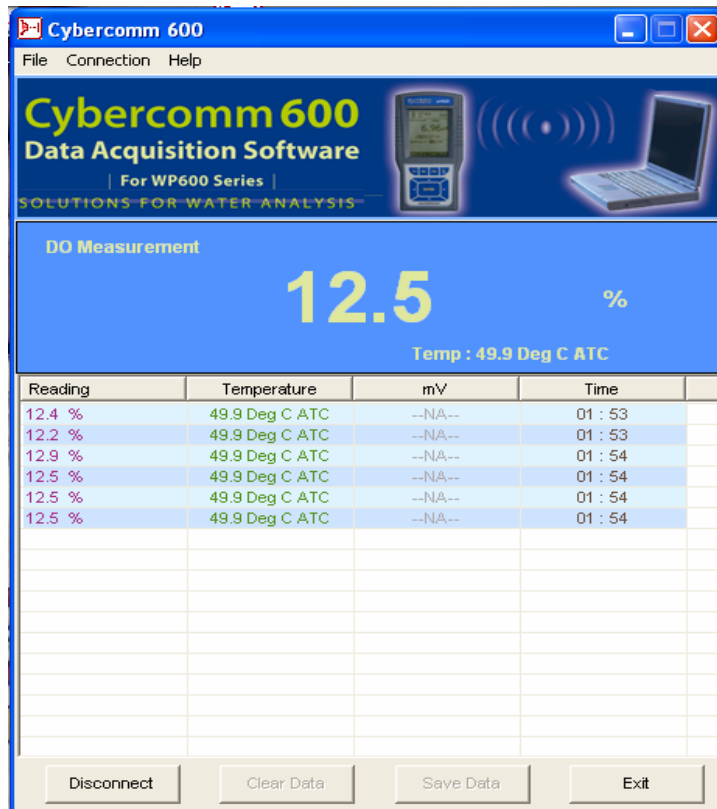 Cybercomm 600
File Connection Help
Cybercomm 600
Data Acquisition Software
| For WP600 Series |
SOLUTIONS FOR WATER ANALYSIS
DO Measurement
12.5 %
Temp : 49.9 Deg C ATC
Reading Temperature mV Time
12.4 % 49.9 Deg C ATC --NA-- 01 : 53
12.2 % 49.9 Deg C ATC --NA-- 01 : 53
12.9 % 49.9 Deg C ATC --NA-- 01 : 54
12.5 % 49.9 Deg C ATC --NA-- 01 : 54
12.5 % 49.9 Deg C ATC --NA-- 01 : 54
12.5 % 49.9 Deg C ATC --NA-- 01 : 54
Disconnect Clear Data Save Data Exit